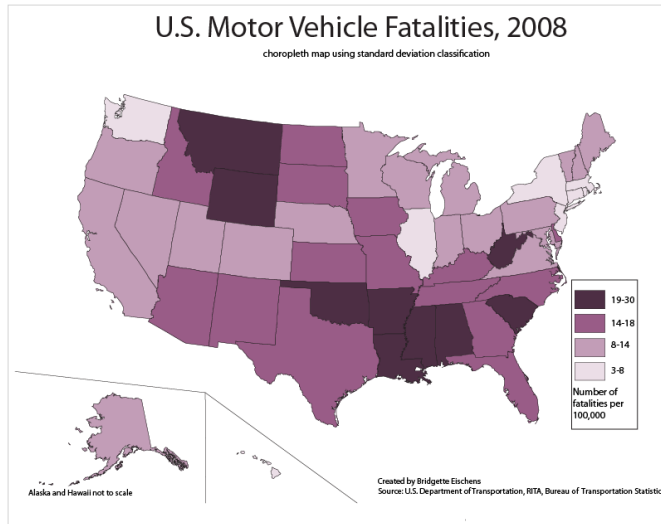 U.S. Motor Vehicle Fatalities, 2008
choropleth map using standard deviation classification
19-30
14-18
8-14
3-8
Number of
fatalities per
100,000
Alaska and Hawaii not to scale
Created by Bridgette Eischens
Source: U.S. Department of Transportation, RITA, Bureau of Transportation Statistic